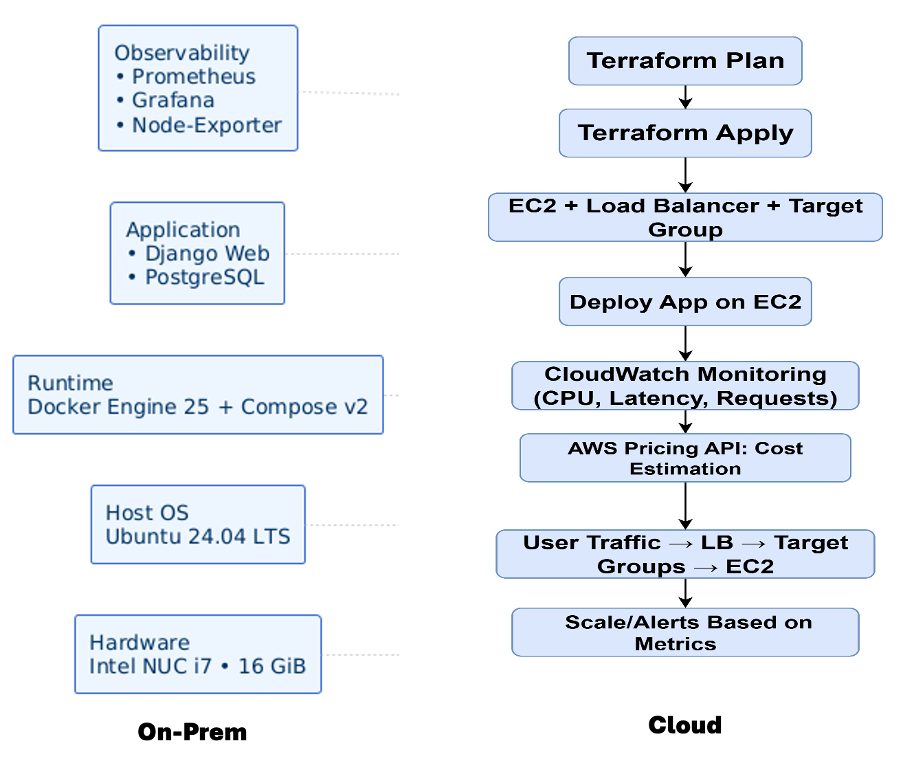 Observability
• Prometheus
• Grafana
• Node-Exporter
Application
• Django Web
• PostgreSQL
Runtime
Docker Engine 25 + Compose v2
Host OS
Ubuntu 24.04 LTS
Hardware
Intel NUC i7 • 16 GiB
On-Prem
Terraform Plan
Terraform Apply
EC2 + Load Balancer + Target
Group
Deploy App on EC2
CloudWatch Monitoring
(CPU, Latency, Requests)
AWS Pricing API: Cost
Estimation
User Traffic → LB → Target
Groups → EC2
Scale/Alerts Based on
Metrics
Cloud